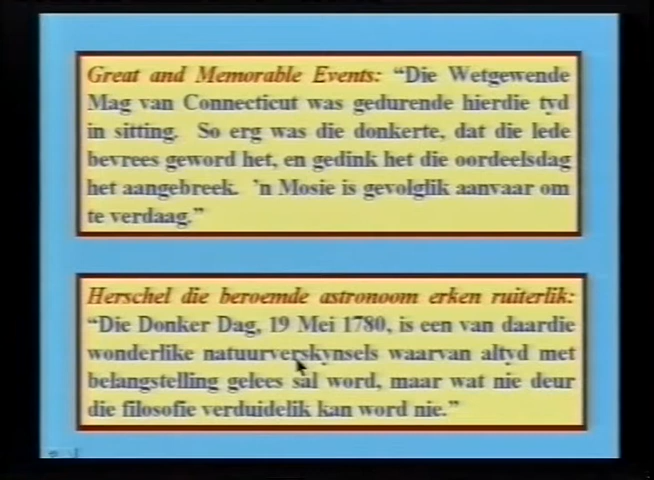 Great and Memorable Events: “Die Wetgewende
Mag van Connecticut was gedurende hierdie tyd
in sitting. So erg was die donkerte, dat die lede
bevrees geword het, en gedink het die oordeelsdag
het aangebreek. ’n Mosie is gevolglik aanvaar om
te verdaag.”
Herschel die beroemde astronoom erken ruiterlik:
“Die Donker Dag, 19 Mei 1780, is een van daardie
wonderlike natuurverskynsels waarvan altyd met
belangstelling gelees sal word, maar wat nie deur
die filosofie verduidelik kan word nie.”